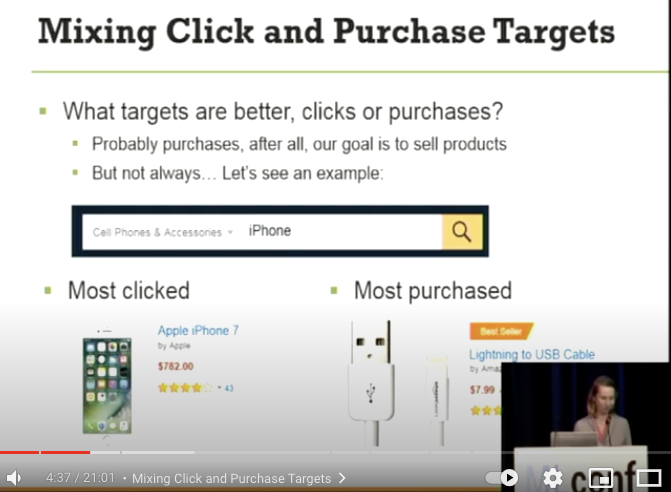 Mixing Click and Purchase Targets
What targets are better, clicks or purchases?
Probably purchases, after all, our goal is to sell products
But not always... Let's see an example:
Cell Phones & Accessories iPhone
Most clicked
Most purchased
Apple iPhone 7
by Apple
$782.00
43
Best Seller
Lightning to USB Cable
by Amaz
$7.99
conf
4:37 / 21:01 • Mixing Click and Purchase Targets